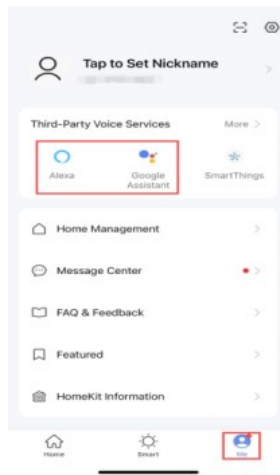 Tap to Set Nickname
Third-Party Voice Services
More >
Alexa
Google
Assistant
SmartThings
Home Management
Message Center
FAQ & Feedback
Featured
HomeKit Information
Home
Smart
Me